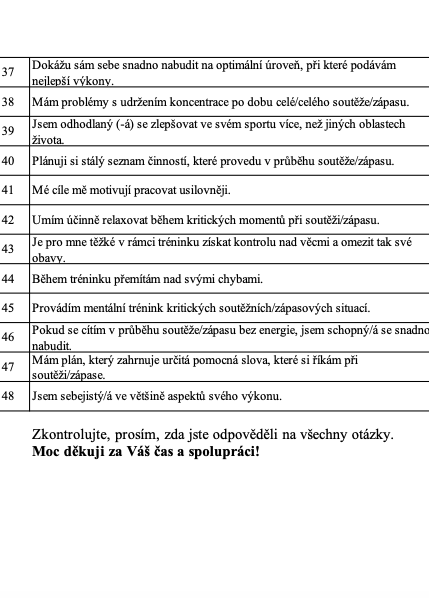 37 Dokážu sám sebe snadno nabudit na optimální úroveň, při které podávám
nejlepší výkony.
38 Mám problémy s udržením koncentrace po dobu celé/celého soutěže/zápasu.
39 Jsem odhodlaný (-á) se zlepšovat ve svém sportu více, než jiných oblastech
života.
40 Plánuji si stálý seznam činností, které provedu v průběhu soutěže/zápasu.
41 Mé cíle mě motivují pracovat usilovněji.
42 Umím účinně relaxovat během kritických momentů při soutěži/zápasu.
43 Je pro mne těžké v rámci tréninku získat kontrolu nad věcmi a omezit tak své
obavy.
44 Během tréninku přemítám nad svými chybami.
45 Provádím mentální trénink kritických soutěžních/zápasových situací.
46 Pokud se cítím v průběhu soutěže/zápasu bez energie, jsem schopný/á se snadno
nabudit.
47 Mám plán, který zahrnuje určitá pomocná slova, které si říkám při
soutěži/zápase.
48 Jsem sebejistý/á ve většině aspektů svého výkonu.
Zkontrolujte, prosím, zda jste odpověděli na všechny otázky.
Moc děkuji za Váš čas a spolupráci!